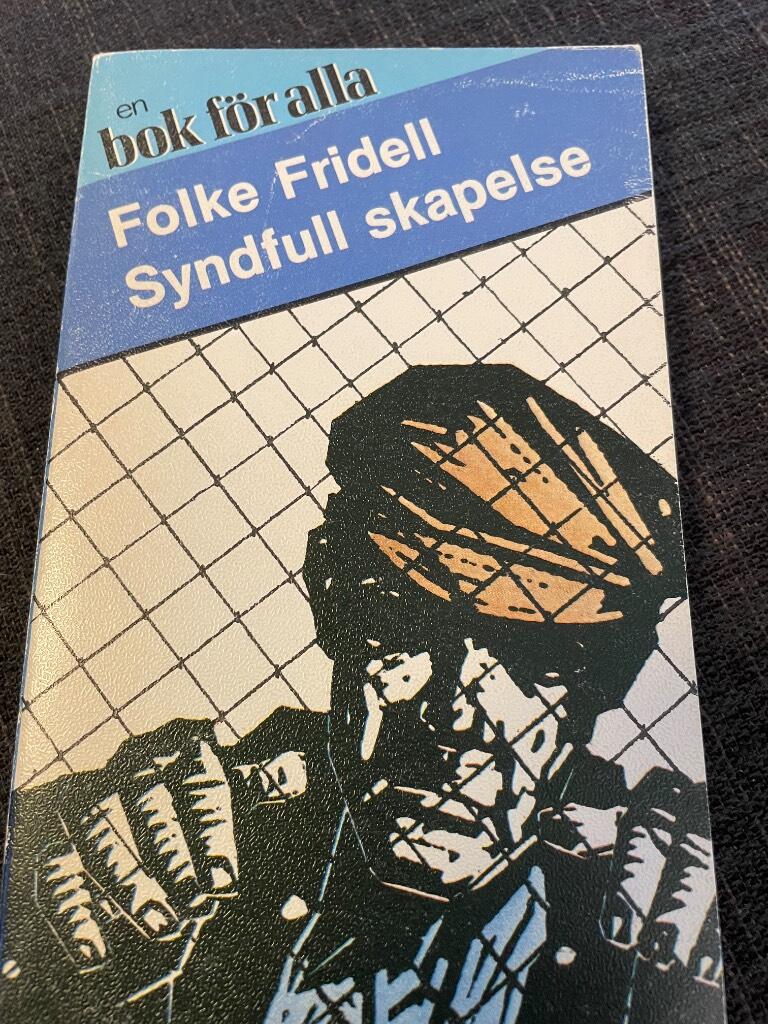 en
bok för alla
Folke Fridell
Syndfull skapelse